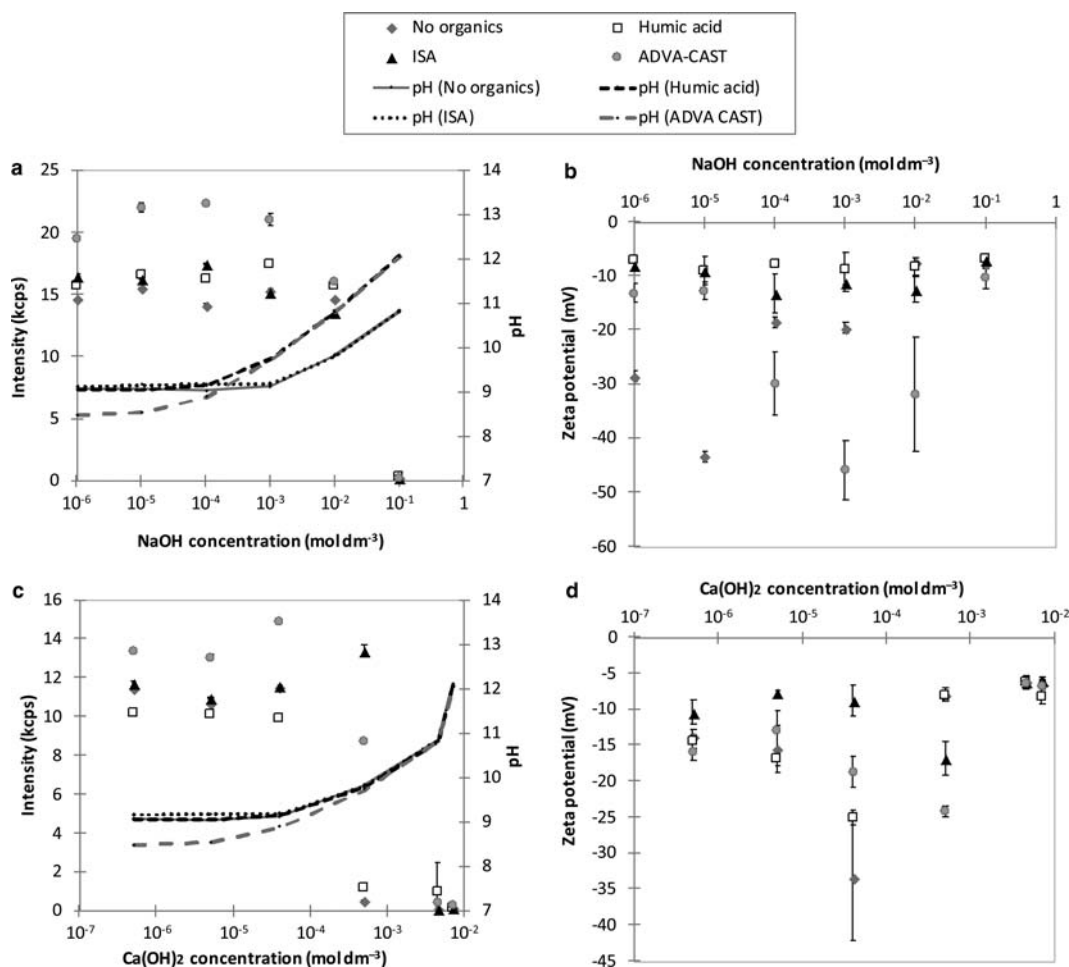 No organics Humic acid
ISA ADVA-CAST
pH (No organics) pH (Humic acid)
pH (ISA) pH (ADVA CAST)
a
25
20
15
10
5
0
Intensity (kcps)
14
13
12
11
10
9
8
7
pH
10⁻⁶ 10⁻⁵ 10⁻⁴ 10⁻³ 10⁻² 10⁻¹ 1
NaOH concentration (mol dm⁻³)
b
NaOH concentration (mol dm⁻³)
10⁻⁶ 10⁻⁵ 10⁻⁴ 10⁻³ 10⁻² 10⁻¹ 1
0
-10
-20
-30
-40
-50
-60
Zeta potential (mV)
c
16
14
12
10
8
6
4
2
0
Intensity (kcps)
14
13
12
11
10
9
8
7
pH
10⁻⁷ 10⁻⁶ 10⁻⁵ 10⁻⁴ 10⁻³ 10⁻²
Ca(OH)₂ concentration (mol dm⁻³)
d
Ca(OH)₂ concentration (mol dm⁻³)
10⁻⁷ 10⁻⁶ 10⁻⁵ 10⁻⁴ 10⁻³ 10⁻²
0
-5
-10
-15
-20
-25
-30
-35
-40
-45
Zeta potential (mV)